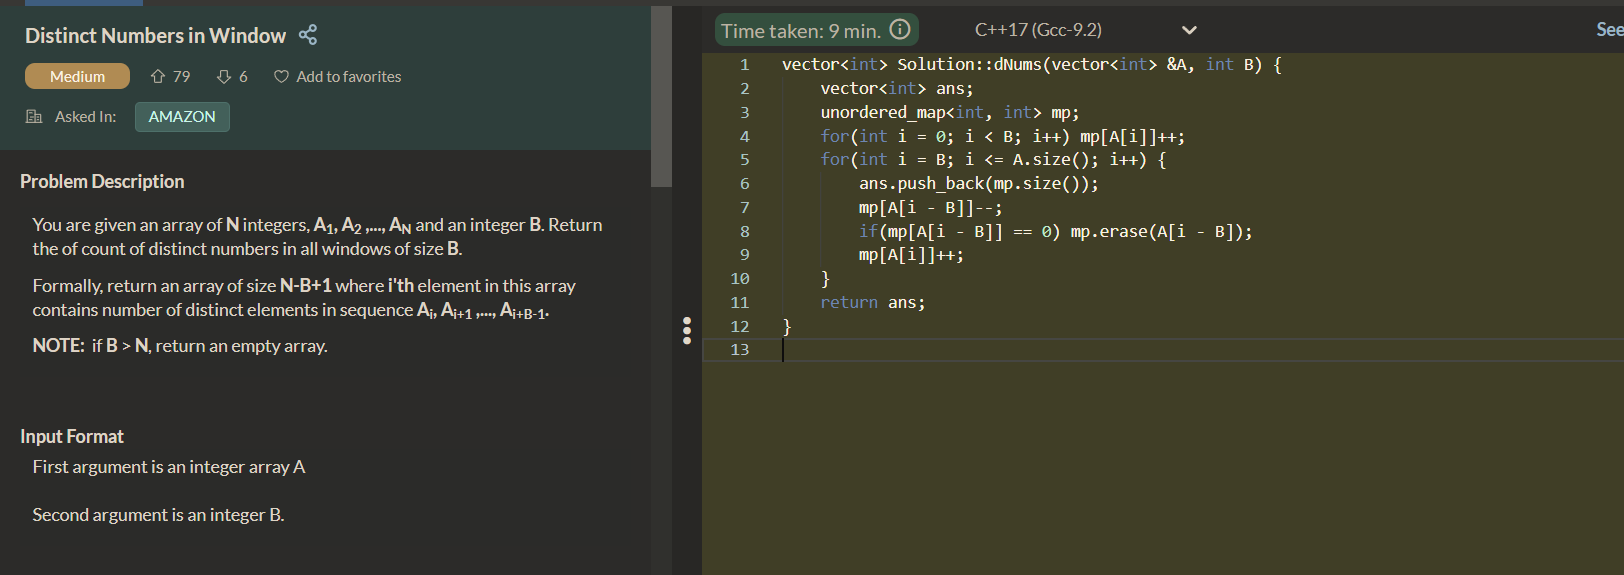 Distinct Numbers in Window
Medium 79 6 Add to favorites
Asked In: AMAZON
Problem Description
You are given an array of N integers, A1, A2 ,..., AN and an integer B. Return
the of count of distinct numbers in all windows of size B.
Formally, return an array of size N-B+1 where i'th element in this array
contains number of distinct elements in sequence Ai, Ai+1 ,..., Ai+B-1.
NOTE: if B > N, return an empty array.
Input Format
First argument is an integer array A
Second argument is an integer B.
Time taken: 9 min. C++17 (Gcc-9.2) See
1 vector<int> Solution::dNums(vector<int> &A, int B) {
2     vector<int> ans;
3     unordered_map<int, int> mp;
4     for(int i = 0; i < B; i++) mp[A[i]]++;
5     for(int i = B; i <= A.size(); i++) {
6         ans.push_back(mp.size());
7         mp[A[i - B]]--;
8         if(mp[A[i - B]] == 0) mp.erase(A[i - B]);
9         mp[A[i]]++;
10     }
11     return ans;
12 }
13